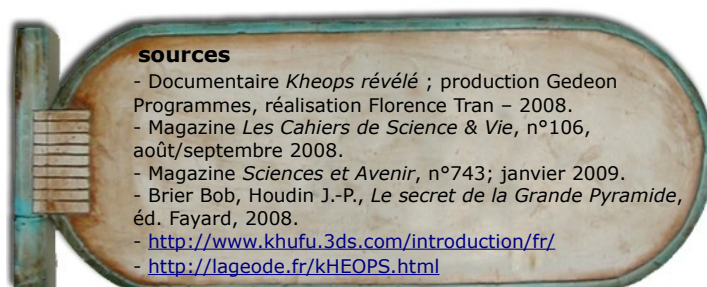 sources
- Documentaire Kheops révélé ; production Gedeon
Programmes, réalisation Florence Tran – 2008.
- Magazine Les Cahiers de Science & Vie, n°106,
août/septembre 2008.
- Magazine Sciences et Avenir, n°743; janvier 2009.
- Brier Bob, Houdin J.-P., Le secret de la Grande Pyramide,
éd. Fayard, 2008.
- http://www.khufu.3ds.com/introduction/fr/
- http://lageode.fr/kHEOPS.html